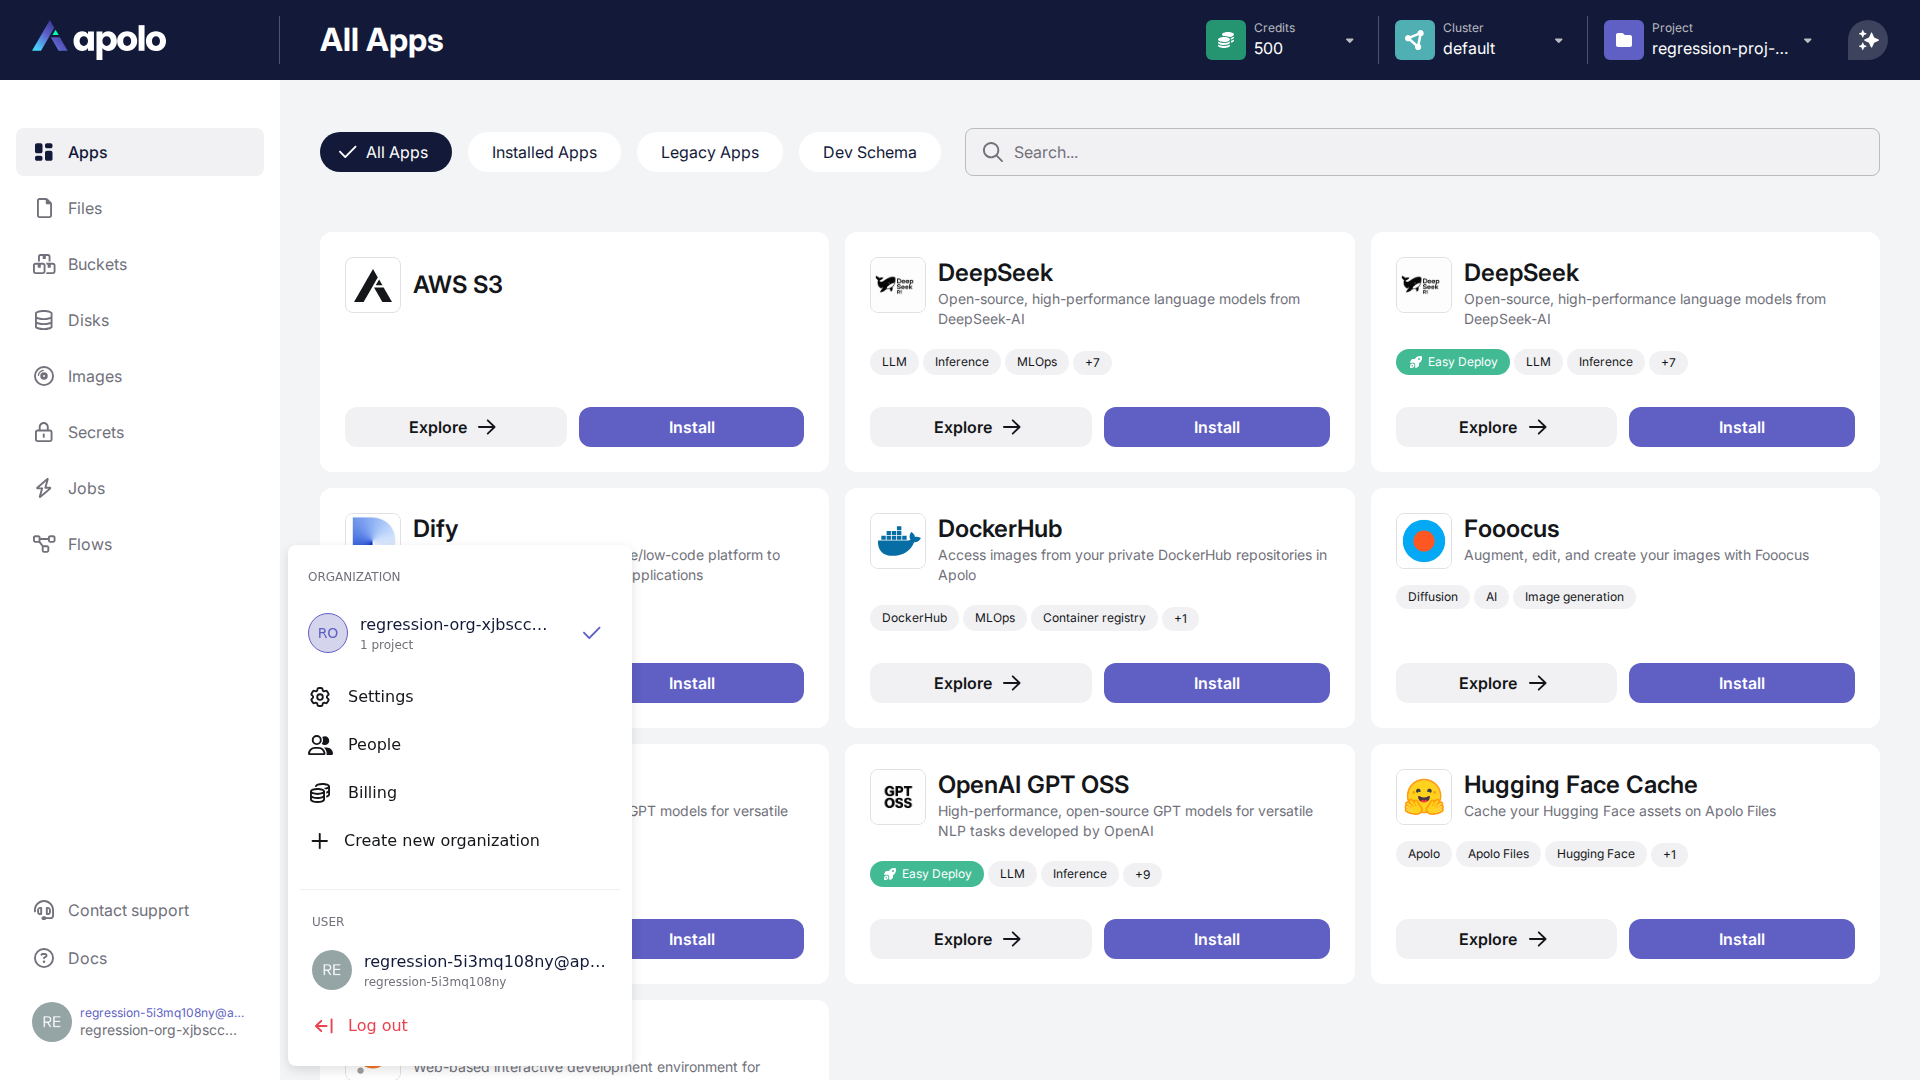 apolo
All Apps
Credits
500
Cluster
default
Project
regression-proj-...
Apps
Files
Buckets
Disks
Images
Secrets
Jobs
Flows
Contact support
Docs
RE
regression-5i3mq108ny@a...
regression-org-xjbscc...
All Apps
Installed Apps
Legacy Apps
Dev Schema
Search...
AWS S3
Explore
Install
DeepSeek
Open-source, high-performance language models from
DeepSeek-AI
LLM
Inference
MLOps
+7
Explore
Install
DeepSeek
Open-source, high-performance language models from
DeepSeek-AI
Easy Deploy
LLM
Inference
+7
Explore
Install
Dify
e/low-code platform to
pplications
Install
DockerHub
Access images from your private DockerHub repositories in
Apolo
DockerHub
MLOps
Container registry
+1
Explore
Install
Fooocus
Augment, edit, and create your images with Fooocus
Diffusion
AI
Image generation
Explore
Install
GPT models for versatile
Install
GPT
OSS
OpenAI GPT OSS
High-performance, open-source GPT models for versatile
NLP tasks developed by OpenAI
Easy Deploy
LLM
Inference
+9
Explore
Install
Hugging Face Cache
Cache your Hugging Face assets on Apolo Files
Apolo
Apolo Files
Hugging Face
+1
Explore
Install
Web-based interactive development environment for
ORGANIZATION
RO
regression-org-xjbscc...
1 project
Settings
People
Billing
Create new organization
USER
RE
regression-5i3mq108ny@ap...
regression-5i3mq108ny
Log out